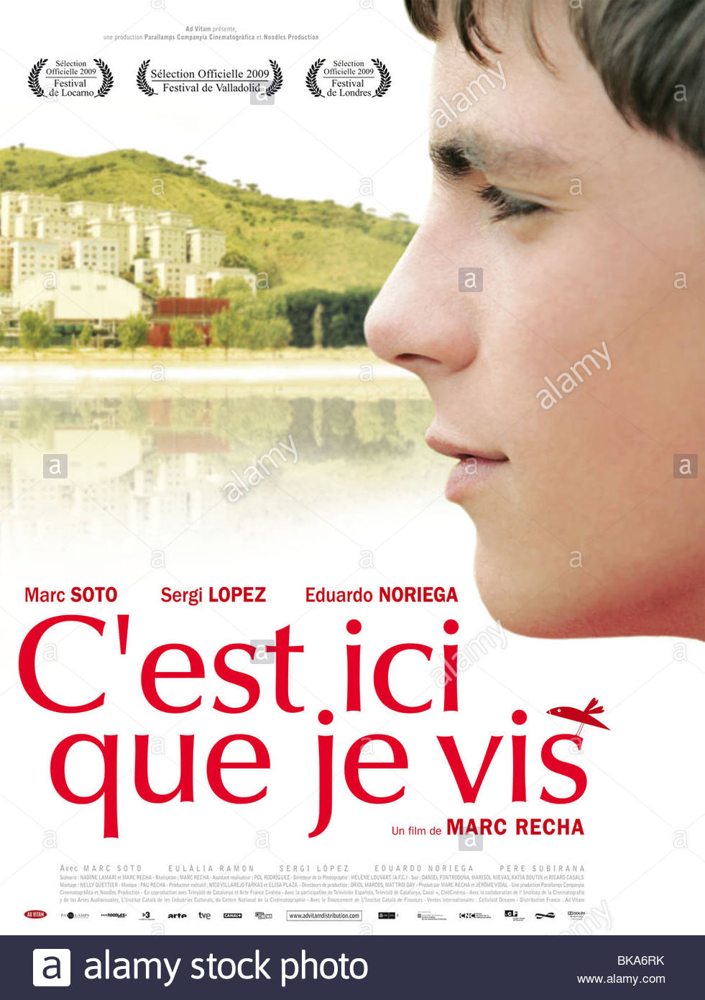 Ad Vitam présente,
une production Parallamps Companyia Cinematogràfica et Noodles Production
Sélection
Officielle 2009
Festival
de Locarno
Sélection Officielle 2009
Festival de Valladolid
Sélection
Officielle 2009
Festival
de Londres
Marc SOTO Sergi LOPEZ Eduardo NORIEGA
C'est ici
que je vis
Un film de MARC RECHA
Avec MARC SOTO EULÀLIA RAMON SERGI LÓPEZ EDUARDO NORIEGA PERE SUBIRANA
Scénario : NADINE LAMARI et MARC RECHA - Réalisation : MARC RECHA - Assistant réalisateur : POL RODRÍGUEZ - Directeur de la Photographie : HÉLÈNE LOUVART (A.F.C.) - Son : DANIEL FONTRODONA, MARISOL NIEVAS, KATIA BOUTIN et RICARD CASALS
Montage : NELLY QUETTIER - Musique : PAU RECHA - Producteur exécutif : NICO VILLAREJO FARKAS et ELISA PLAZA - Directeurs de production : ORIOL MARCOS, MATTROI DAY - Produit par MARC RECHA et JÉRÔME VIDAL - Une production Parallamps Companyia
Cinematogràfica et Noodles Production - En coproduction avec Televisió de Catalunya et Arte France Cinéma - Avec la participation de Televisión Española, Televisió de Catalunya, Canal +, CinéCinéma - Avec la collaboration de l' Instituto de la Cinematografía
y de las Artes Audiovisuales, L'Institut Català de les Indústries Culturals, du Centre National de la Cinématographie - Avec le financement de L'Institut Català de Finances - Ventes internationales : Celluloid Dreams - Distribution France : Ad Vitam
AD VITAM PARALLAMPS NOODLES 3 arte tve CANAL+ www.advitamdistribution.com CNC iCF DOLBY
alamy
alamy
alamy
alamy
a alamy stock photo
BKA6RK
www.alamy.com